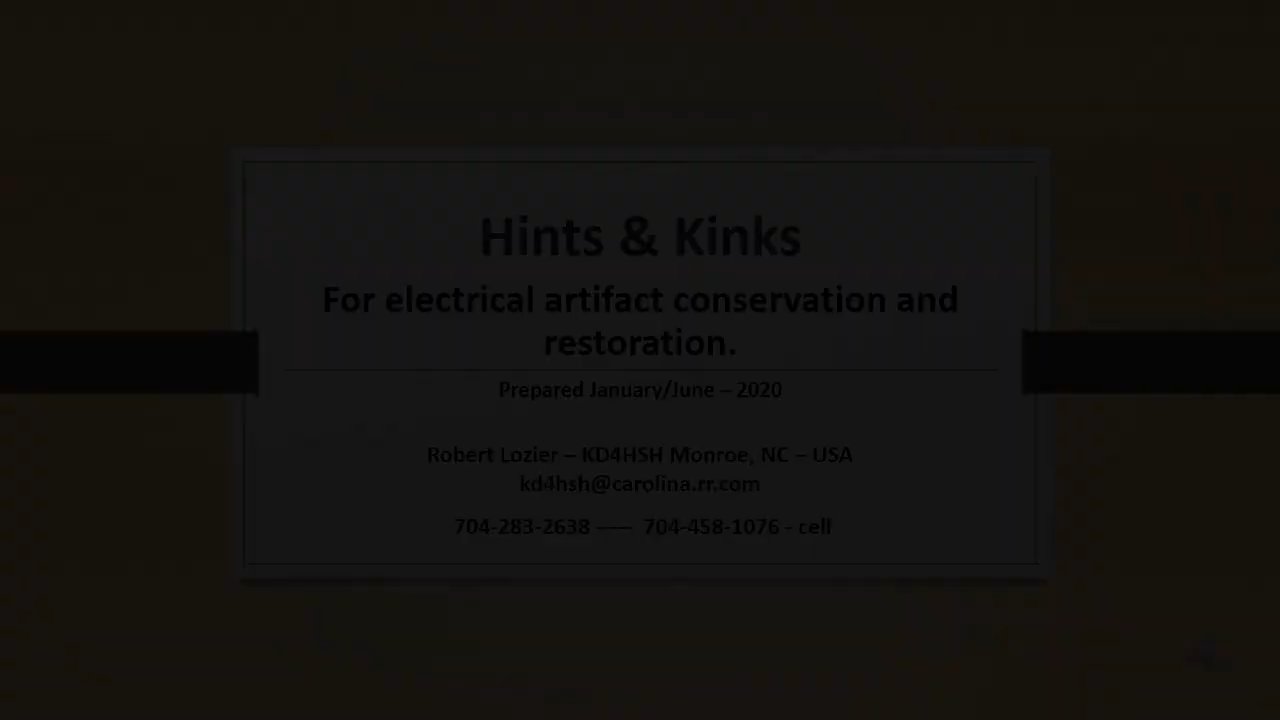 Hints & Kinks
For electrical artifact conservation and
restoration.
Prepared January/June – 2020
Robert Lozier – KD4HSH Monroe, NC – USA
kd4hsh@carolina.rr.com
704-283-2638 ––– 704-458-1076 - cell